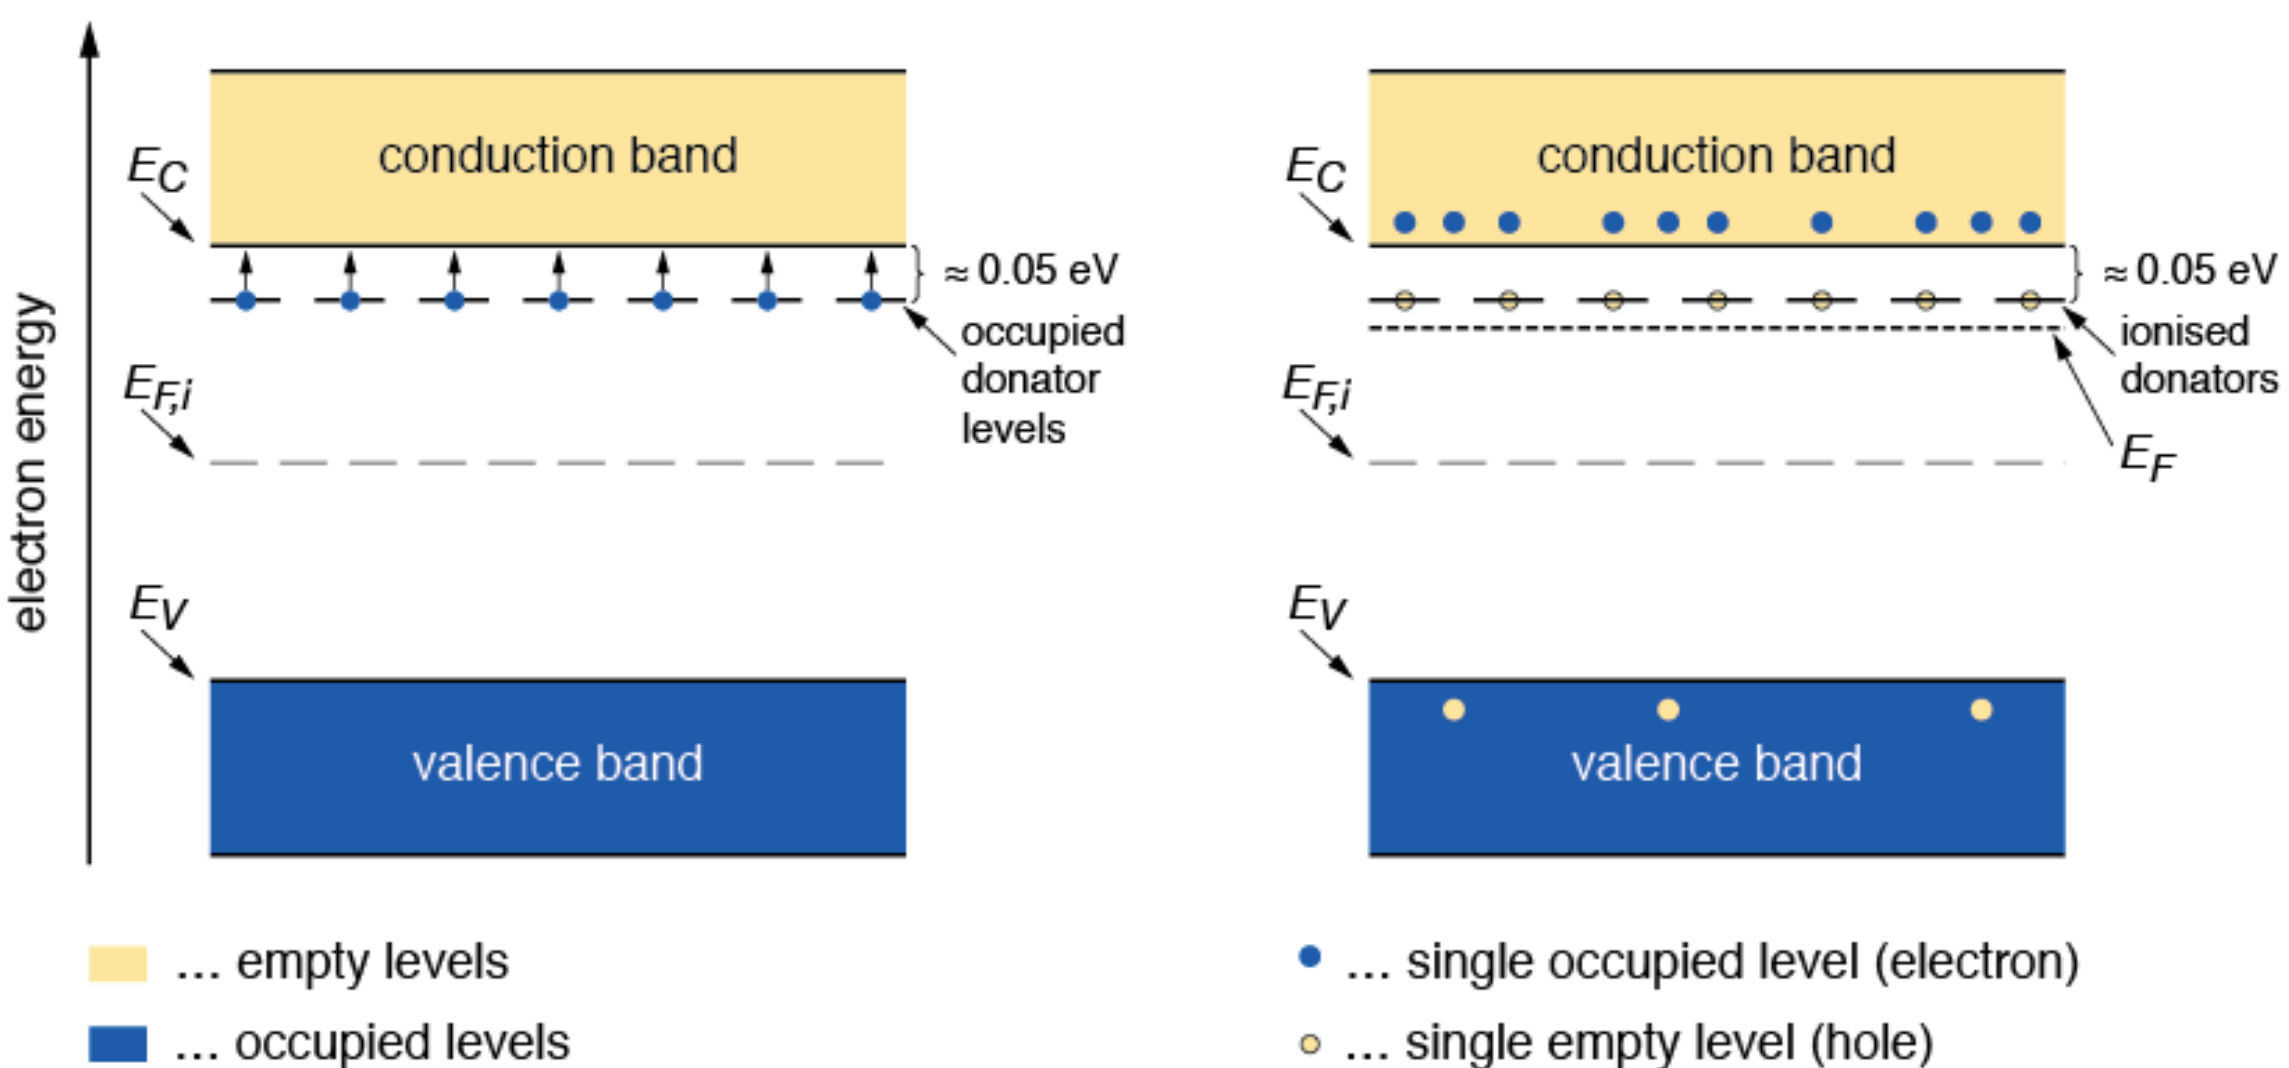 electron energy
conduction band
E_C
≈ 0.05 eV
occupied
donator
levels
E_{F,i}
E_V
valence band
conduction band
E_C
≈ 0.05 eV
ionised
donators
E_{F,i}
E_F
E_V
valence band
... empty levels
... occupied levels
... single occupied level (electron)
... single empty level (hole)